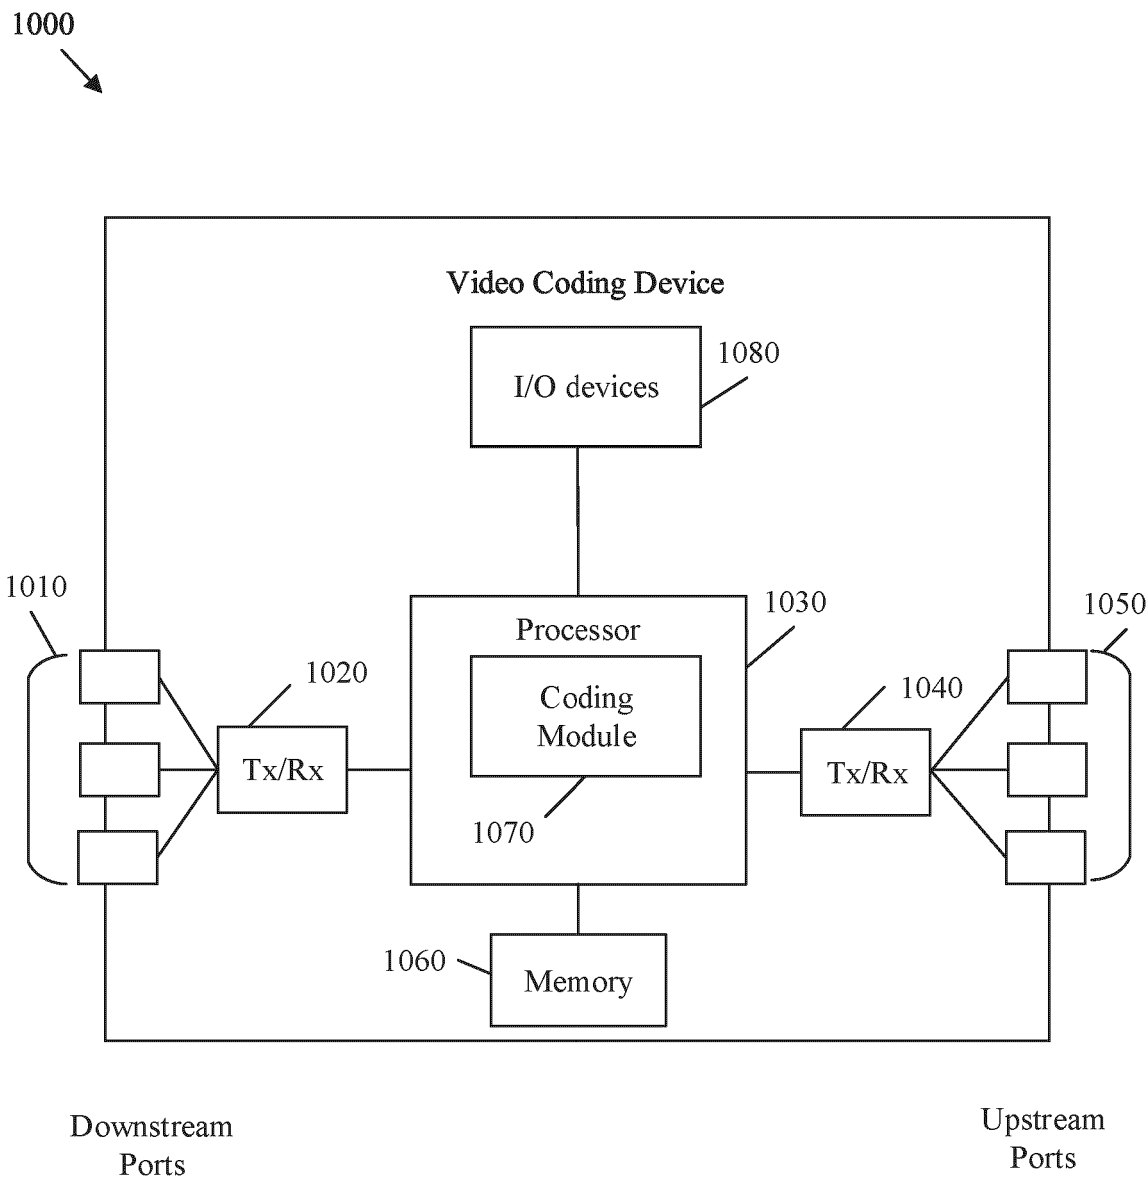 1000
Video Coding Device
1080
I/O devices
1010
1030
1050
Processor
1020
1040
Coding
Module
Tx/Rx
Tx/Rx
1070
1060
Memory
Downstream
Ports
Upstream
Ports